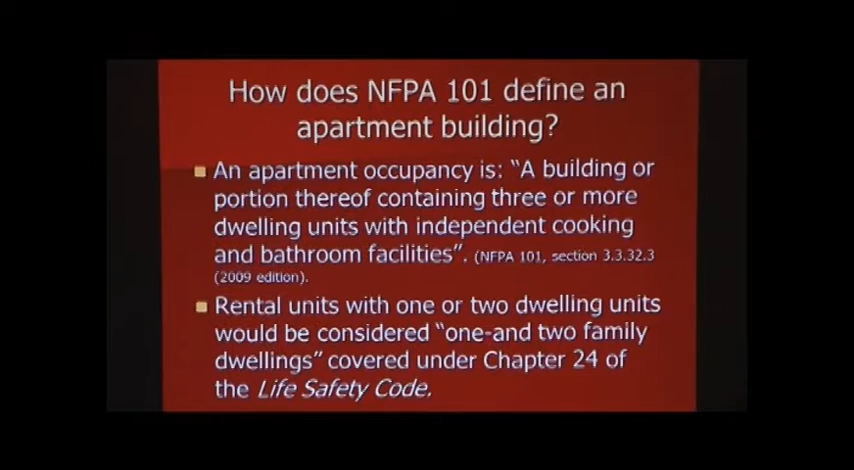 How does NFPA 101 define an
apartment building?
An apartment occupancy is: “A building or
portion thereof containing three or more
dwelling units with independent cooking
and bathroom facilities”. (NFPA 101, section 3.3.32.3
(2009 edition).
Rental units with one or two dwelling units
would be considered “one-and two family
dwellings” covered under Chapter 24 of
the Life Safety Code.